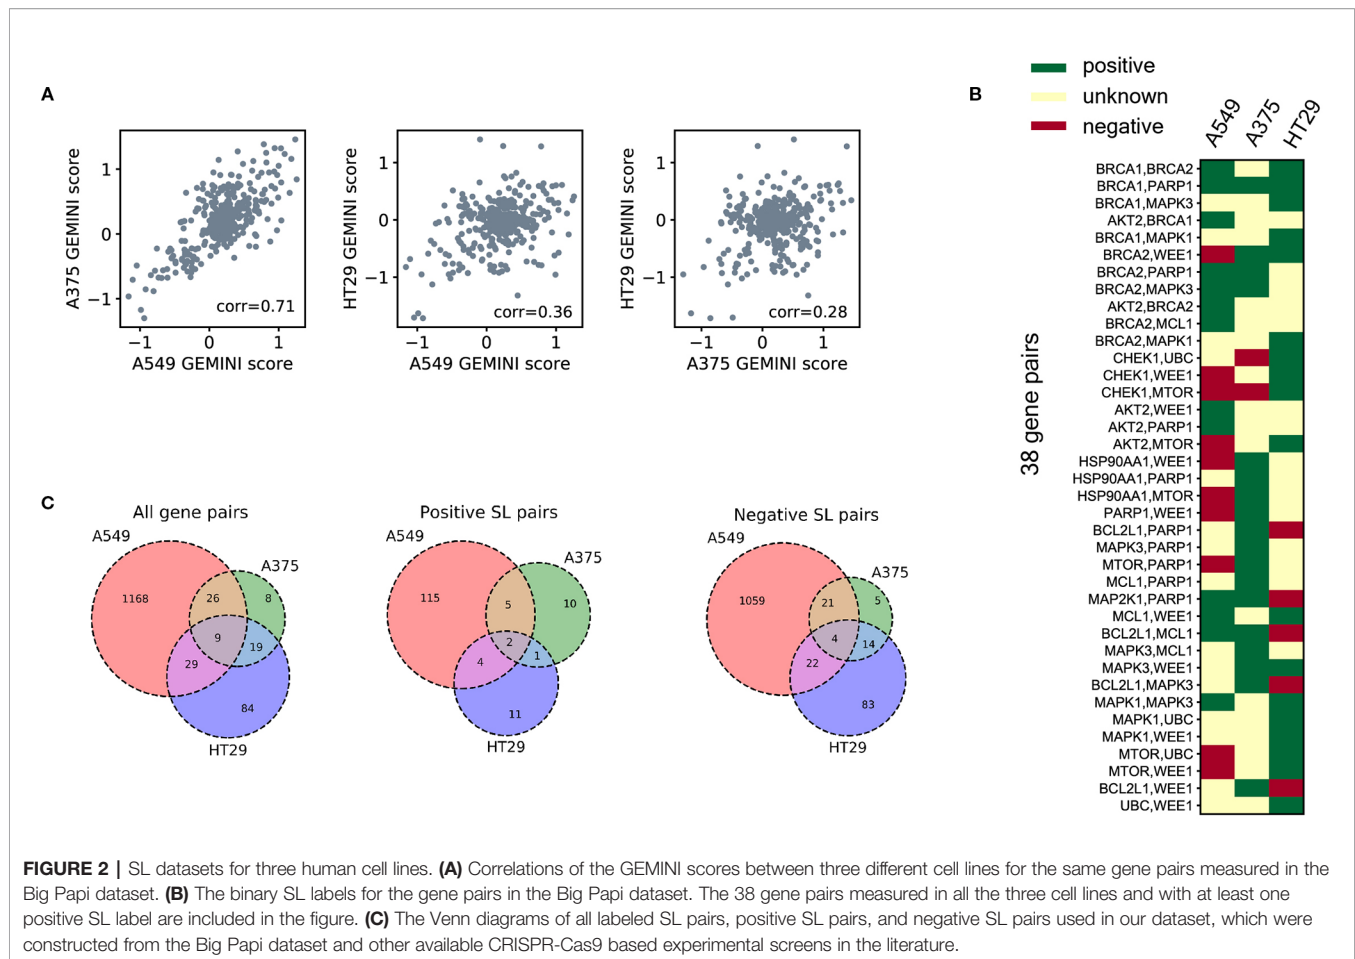 A
A375 GEMINI score
1
0
−1
corr=0.71
−1
0
1
A549 GEMINI score
HT29 GEMINI score
1
0
−1
corr=0.36
−1
0
1
A549 GEMINI score
HT29 GEMINI score
1
0
−1
corr=0.28
−1
0
1
A375 GEMINI score
B
positive
unknown
negative
A549
A375
HT29
38 gene pairs
BRCA1,BRCA2
BRCA1,PARP1
BRCA1,MAPK3
AKT2,BRCA1
BRCA1,MAPK1
BRCA2,WEE1
BRCA2,PARP1
BRCA2,MAPK3
AKT2,BRCA2
BRCA2,MCL1
BRCA2,MAPK1
CHEK1,UBC
CHEK1,WEE1
CHEK1,MTOR
AKT2,WEE1
AKT2,PARP1
AKT2,MTOR
HSP90AA1,WEE1
HSP90AA1,PARP1
HSP90AA1,MTOR
PARP1,WEE1
BCL2L1,PARP1
MAPK3,PARP1
MTOR,PARP1
MCL1,PARP1
MAP2K1,PARP1
MCL1,WEE1
BCL2L1,MCL1
MAPK3,MCL1
MAPK3,WEE1
BCL2L1,MAPK3
MAPK1,MAPK3
MAPK1,UBC
MAPK1,WEE1
MTOR,UBC
MTOR,WEE1
BCL2L1,WEE1
UBC,WEE1
C
All gene pairs
A549
A375
1168
26
8
9
19
29
84
HT29
Positive SL pairs
A549
A375
115
5
10
2
1
4
11
HT29
Negative SL pairs
A549
A375
1059
21
5
4
14
22
83
HT29
FIGURE 2 | SL datasets for three human cell lines. (A) Correlations of the GEMINI scores between three different cell lines for the same gene pairs measured in the
Big Papi dataset. (B) The binary SL labels for the gene pairs in the Big Papi dataset. The 38 gene pairs measured in all the three cell lines and with at least one
positive SL label are included in the figure. (C) The Venn diagrams of all labeled SL pairs, positive SL pairs, and negative SL pairs used in our dataset, which were
constructed from the Big Papi dataset and other available CRISPR-Cas9 based experimental screens in the literature.